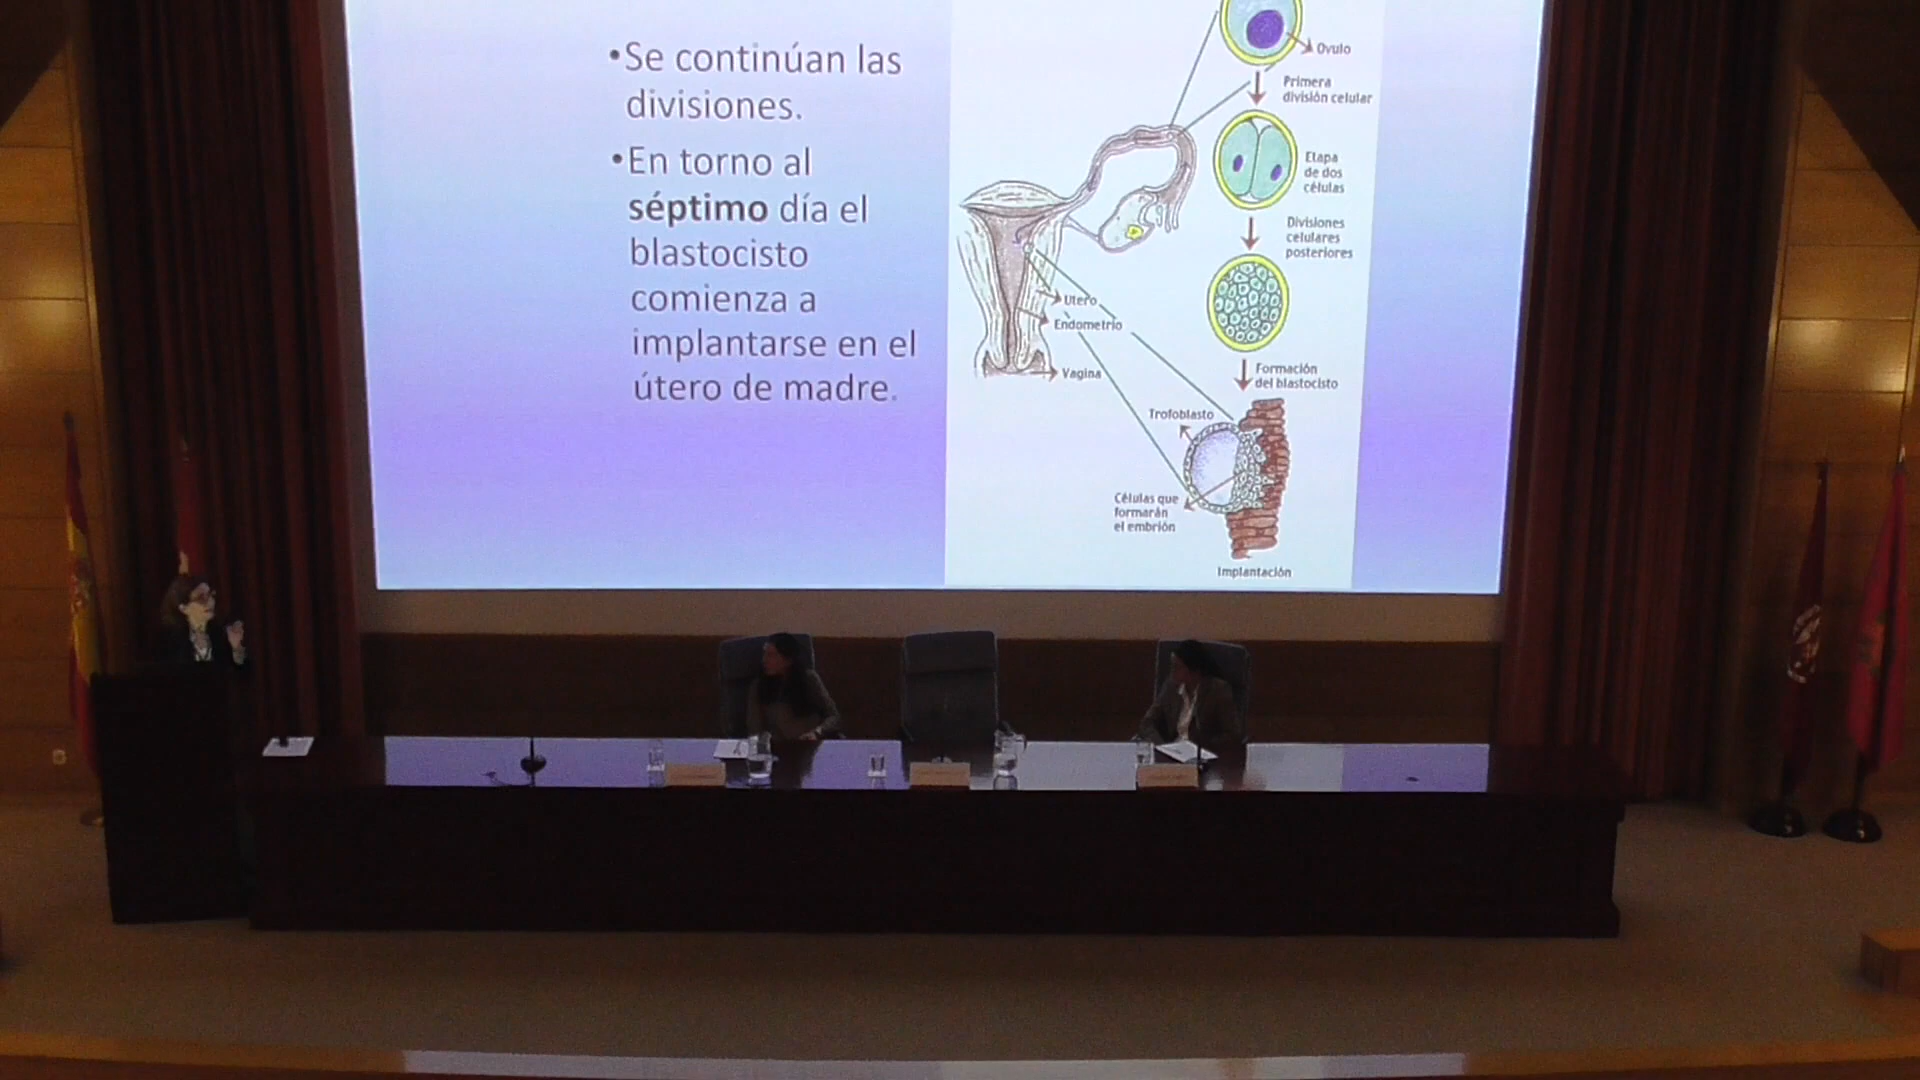 •Se continúan las
divisiones.
•En torno al
séptimo día el
blastocisto
comienza a
implantarse en el
útero de madre.
Ovulo
Primera
división celular
Etapa
de dos
células
Divisiones
celulares
posteriores
Utero
Endometrio
Vagina
Formación
del blastocisto
Trofoblasto
Células que
formarán
el embrión
Implantación